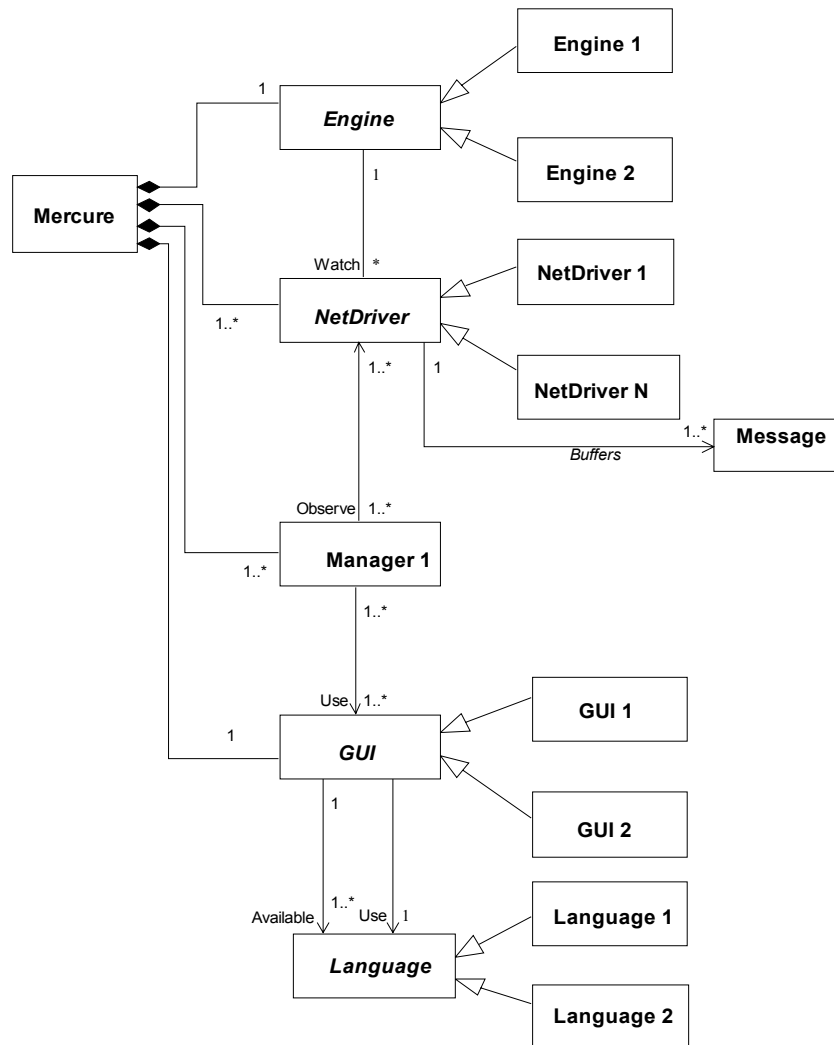 Engine 1
1
Engine
Engine 2
Mercure
1
Watch *
NetDriver 1
1..*
NetDriver
1..*
1
NetDriver N
1..*
Message
Buffers
Observe 1..*
Manager 1
1..*
1..*
Use 1..*
GUI 1
1
GUI
1
GUI 2
1..*
Available
Use 1
Language 1
Language
Language 2